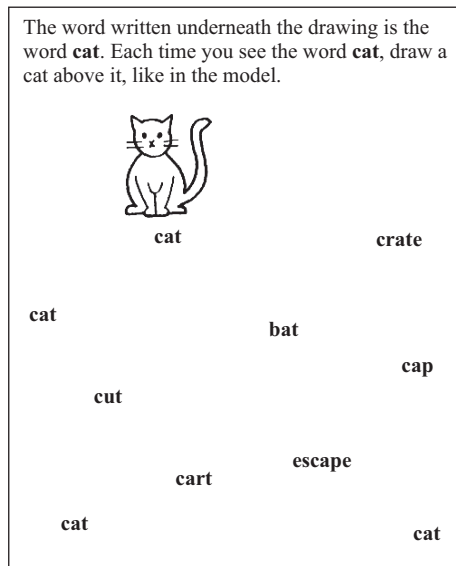 The word written underneath the drawing is the
word cat. Each time you see the word cat, draw a
cat above it, like in the model.
cat
crate
cat
bat
cap
cut
escape
cart
cat
cat